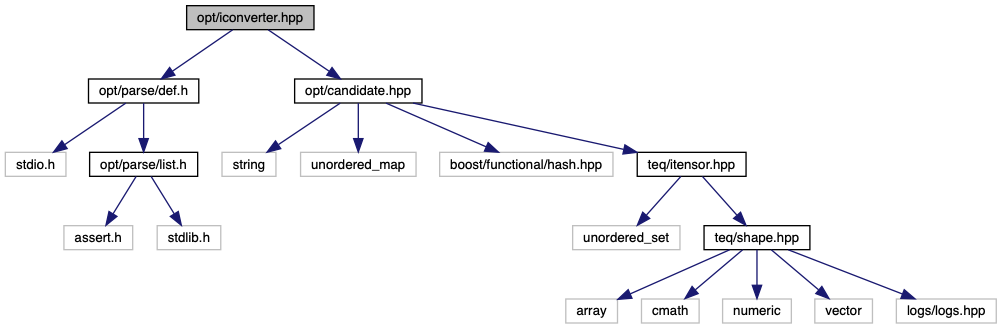 opt/iconverter.hpp
opt/parse/def.h
opt/candidate.hpp
stdio.h
opt/parse/list.h
string
unordered_map
boost/functional/hash.hpp
teq/itensor.hpp
assert.h
stdlib.h
unordered_set
teq/shape.hpp
array
cmath
numeric
vector
logs/logs.hpp